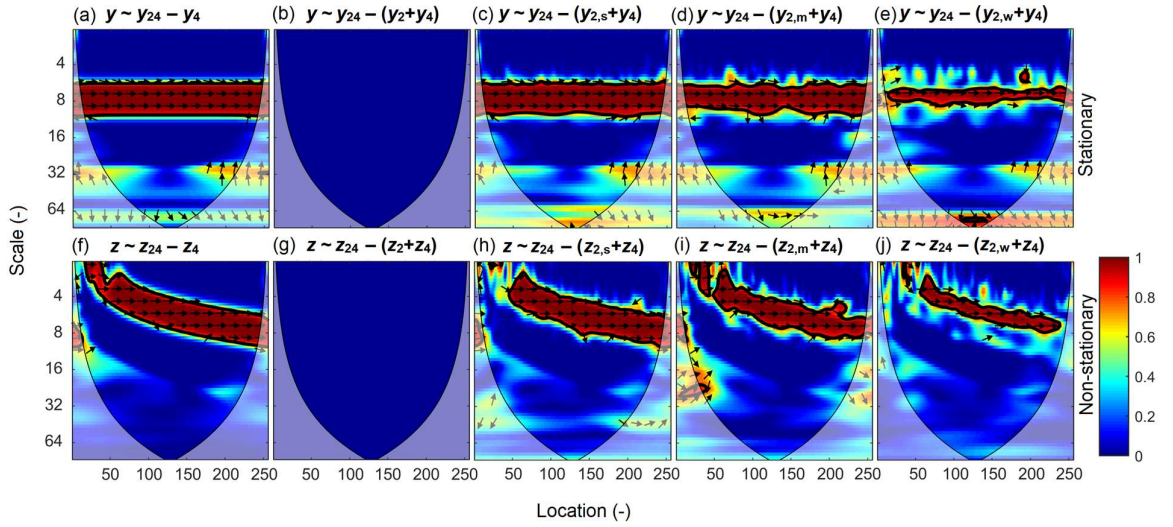 (a) y ~ y24 − y4
(b) y ~ y24 − (y2+y4)
(c) y ~ y24 − (y2,s+y4)
(d) y ~ y24 − (y2,m+y4)
(e) y ~ y24 − (y2,w+y4)
4
8
16
32
64
Stationary
Scale (-)
(f) z ~ z24 − z4
(g) z ~ z24 − (z2+z4)
(h) z ~ z24 − (z2,s+z4)
(i) z ~ z24 − (z2,m+z4)
(j) z ~ z24 − (z2,w+z4)
4
8
16
32
64
Non-stationary
1
0.8
0.6
0.4
0.2
0
50 100 150 200 250
50 100 150 200 250
50 100 150 200 250
50 100 150 200 250
50 100 150 200 250
Location (-)